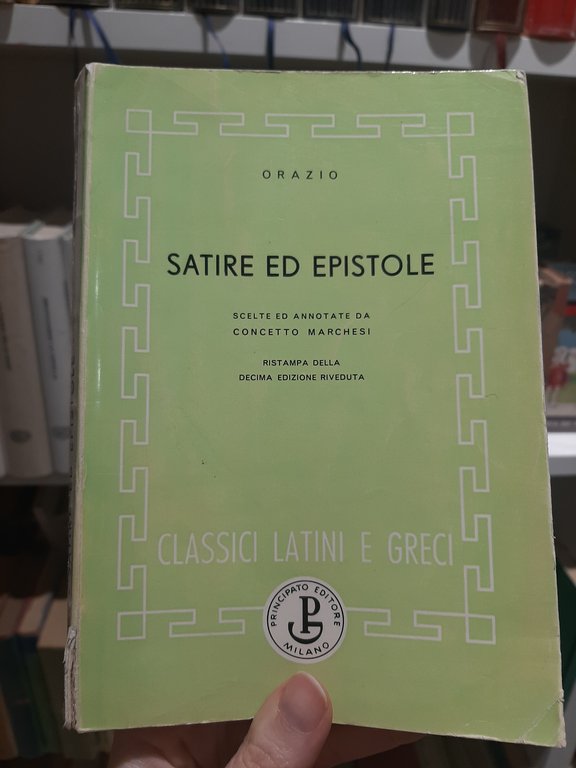 ORAZIO
SATIRE ED EPISTOLE
SCELTE ED ANNOTATE DA
CONCETTO MARCHESI
RISTAMPA DELLA
DECIMA EDIZIONE RIVEDUTA
CLASSICI LATINI E GRECI
PRINCIPATO EDITORE
MILANO